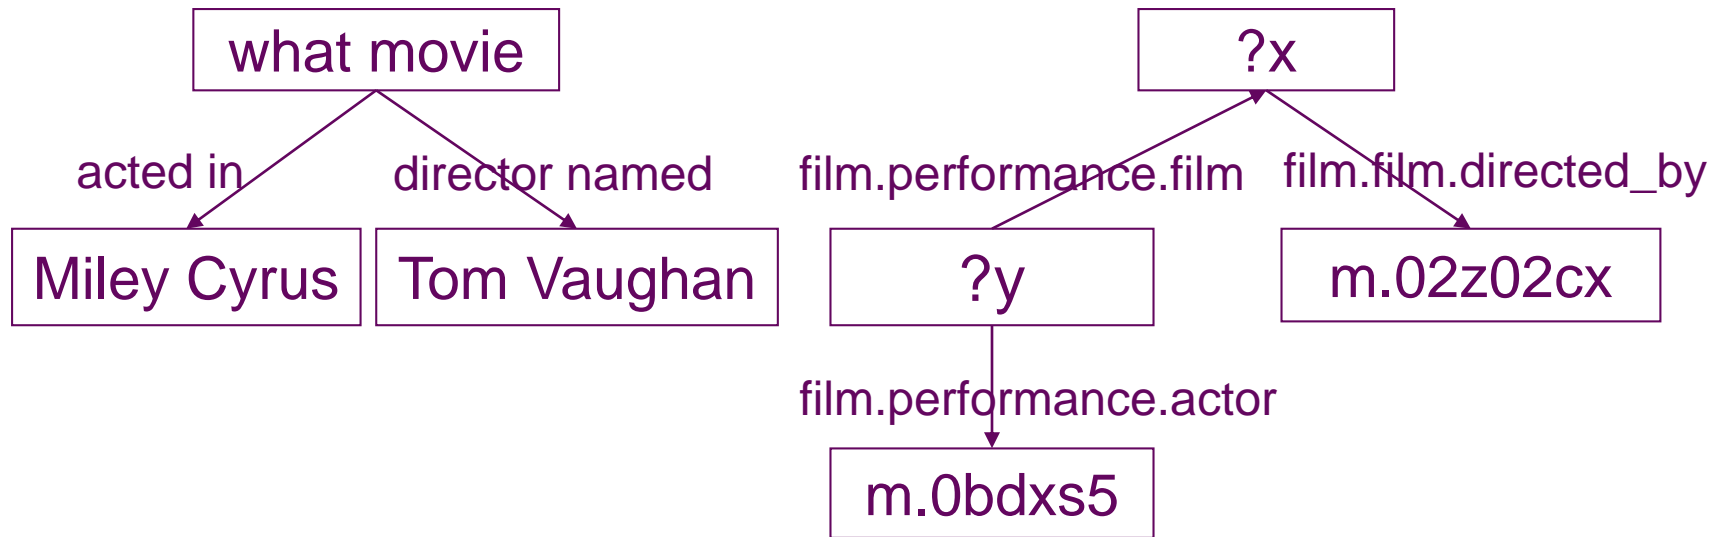 what movie
?x
acted in
director named
film.performance.film
film.film.directed_by
Miley Cyrus
Tom Vaughan
?y
m.02z02cx
film.performance.actor
m.0bdxs5